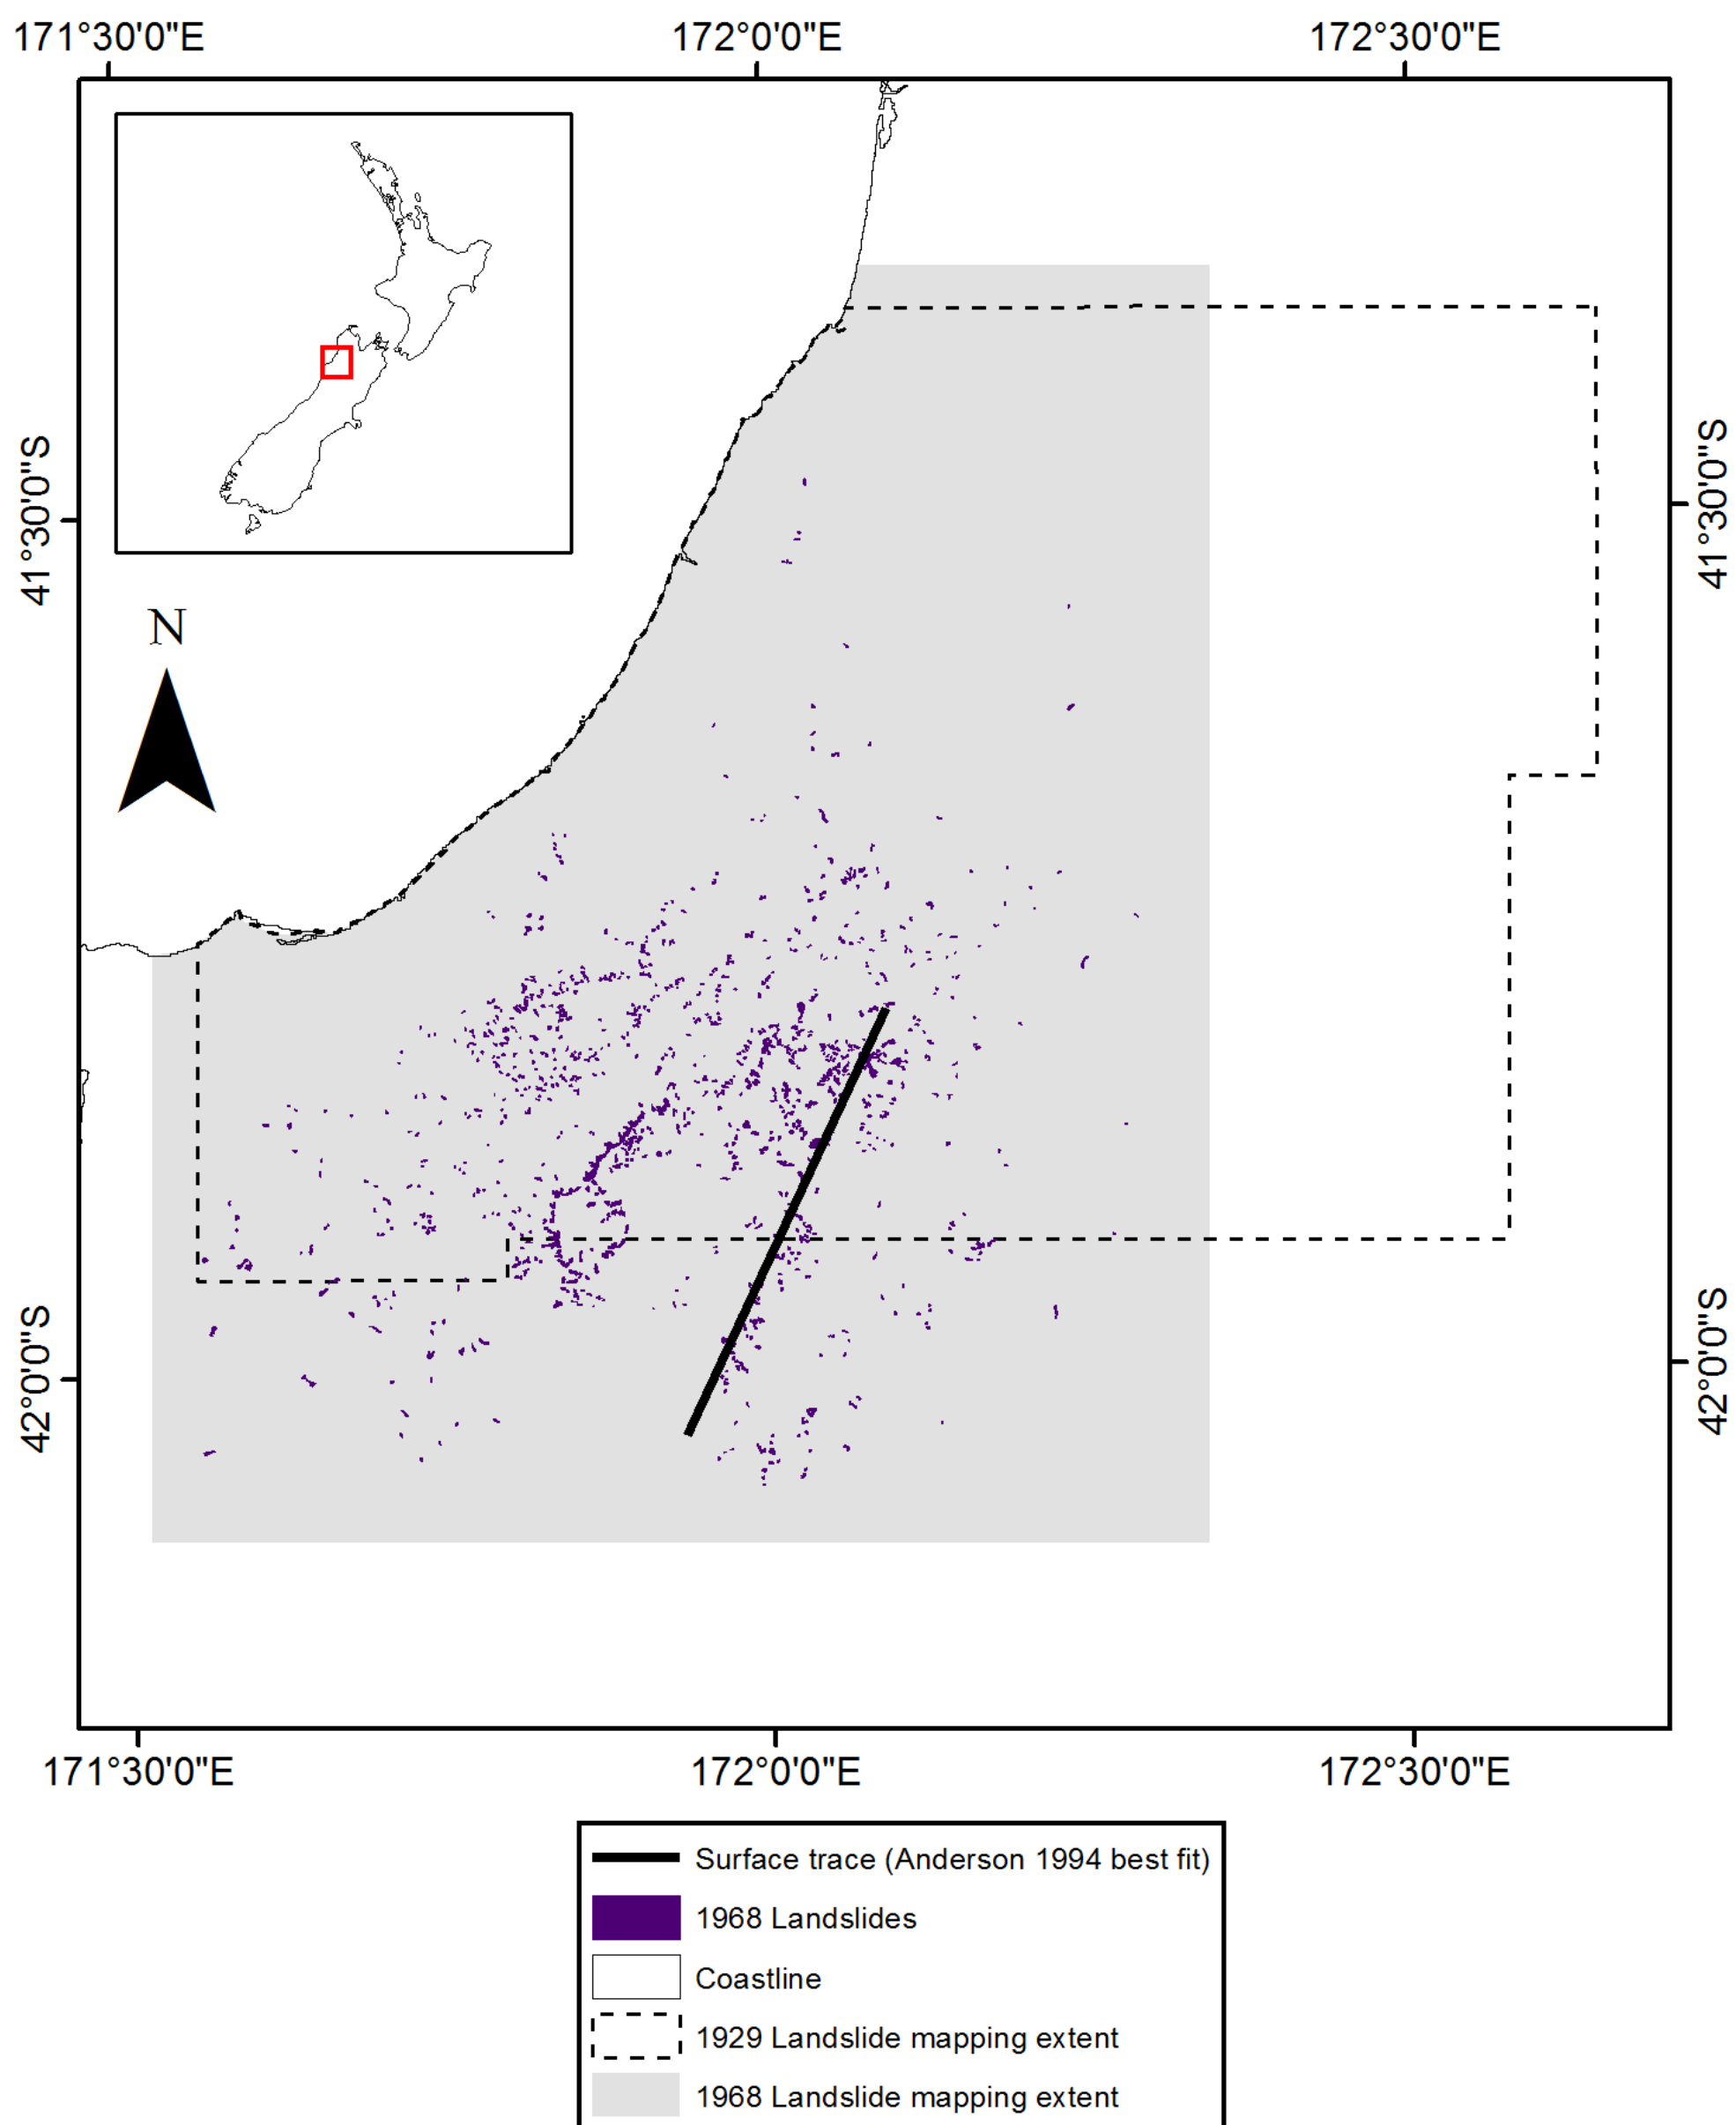 171°30'0"E 172°0'0"E 172°30'0"E
41°30'0"S
41°30'0"S
N
42°0'0"S
42°0'0"S
171°30'0"E 172°0'0"E 172°30'0"E
Surface trace (Anderson 1994 best fit)
1968 Landslides
Coastline
1929 Landslide mapping extent
1968 Landslide mapping extent